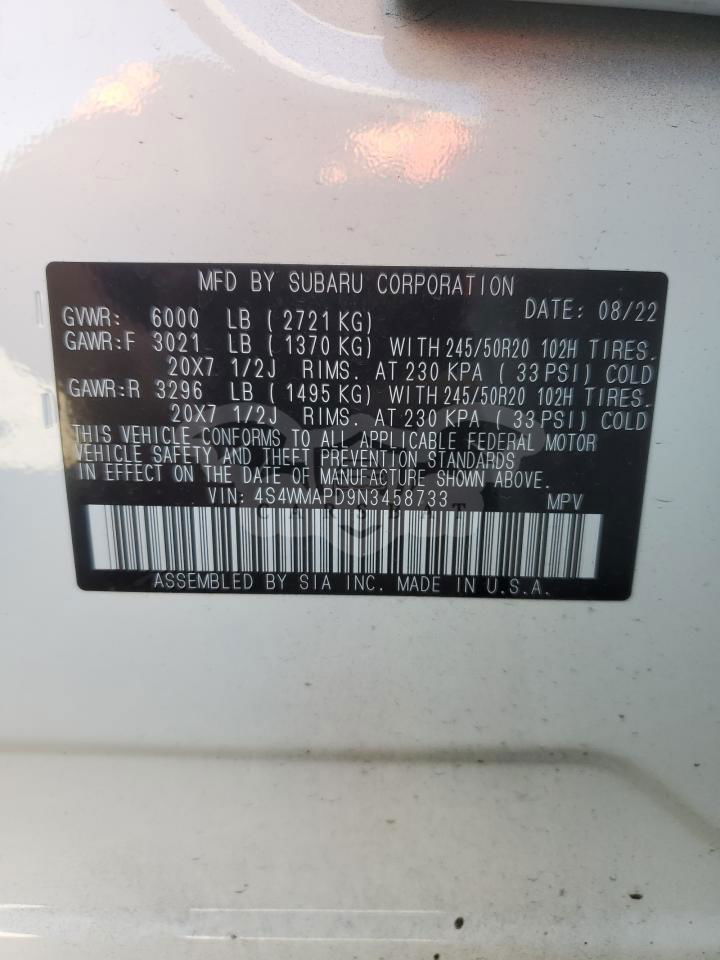 MFD BY SUBARU CORPORATION
DATE: 08/22
GVWR: 6000 LB ( 2721 KG)
GAWR:F 3021 LB ( 1370 KG) WITH 245/50R20 102H TIRES.
20X7 1/2J RIMS. AT 230 KPA ( 33 PSI) COLD
GAWR:R 3296 LB ( 1495 KG) WITH 245/50R20 102H TIRES.
20X7 1/2J RIMS. AT 230 KPA ( 33 PSI) COLD
THIS VEHICLE CONFORMS TO ALL APPLICABLE FEDERAL MOTOR
VEHICLE SAFETY AND THEFT PREVENTION STANDARDS
IN EFFECT ON THE DATE OF MANUFACTURE SHOWN ABOVE.
VIN: 4S4WMAPD9N3458733 MPV
ASSEMBLED BY SIA INC. MADE IN U.S.A.